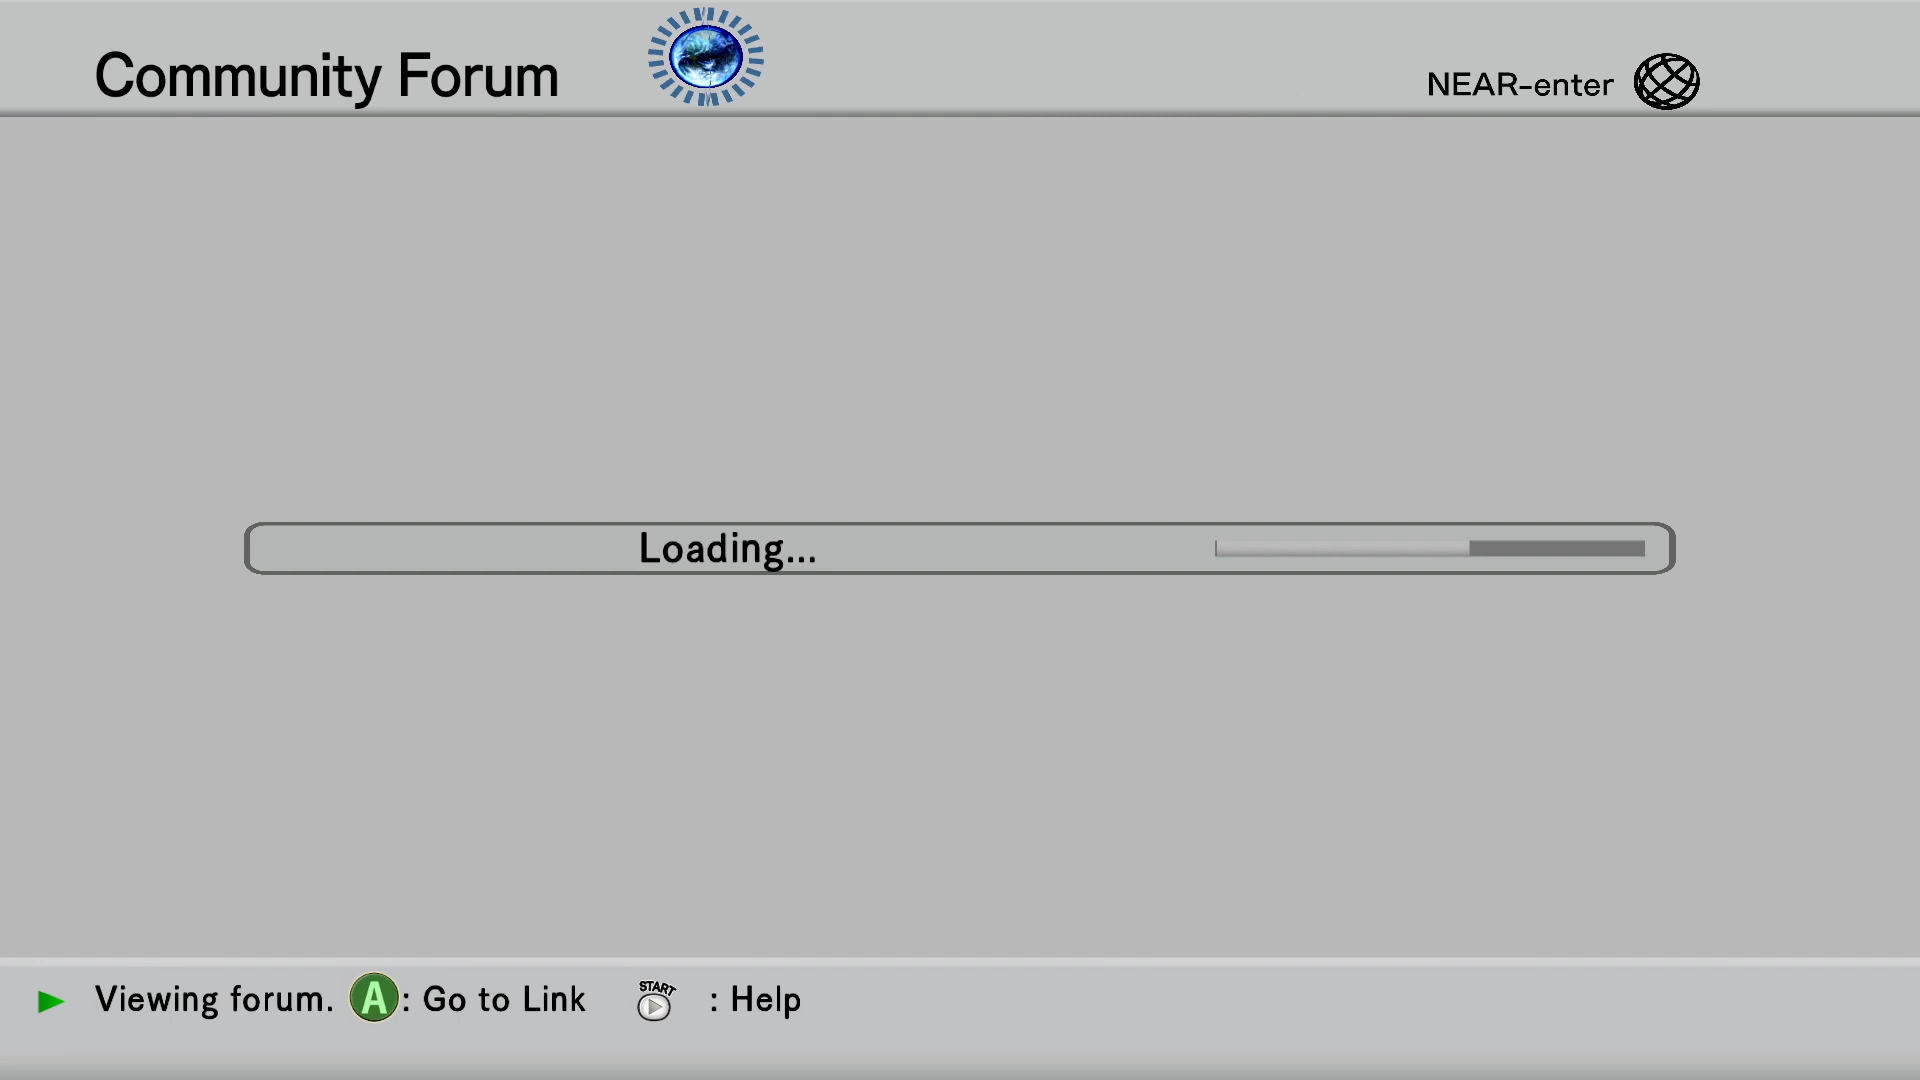 Community Forum
NEAR-enter
Loading...
Viewing forum. A: Go to Link START : Help